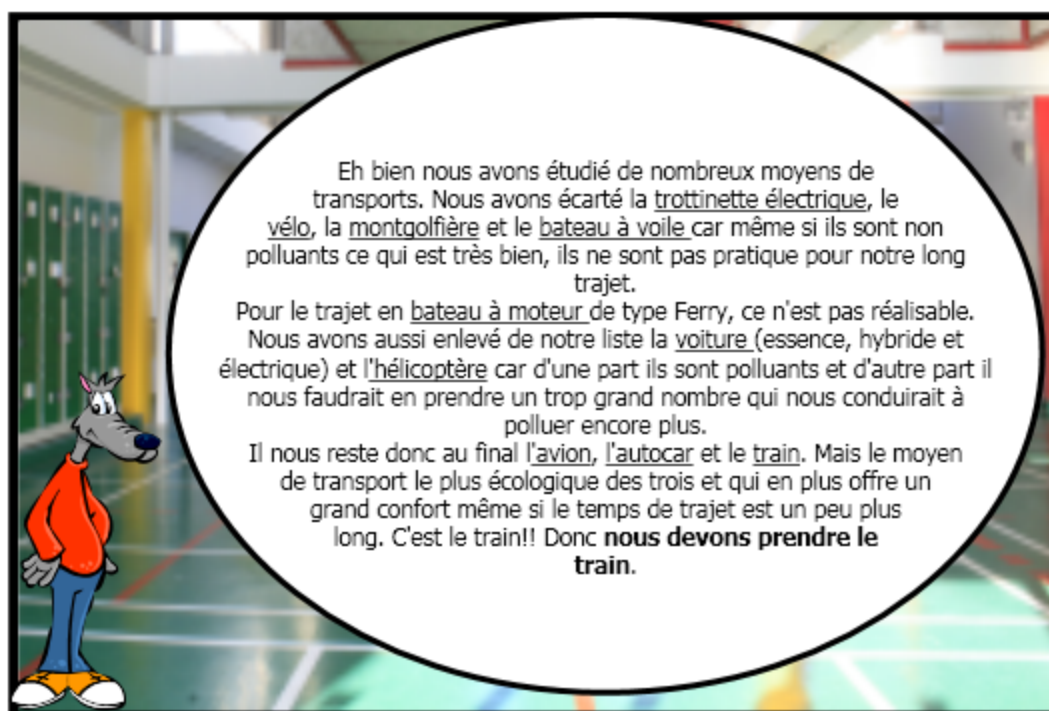 Eh bien nous avons étudié de nombreux moyens de
transports. Nous avons écarté la trottinette électrique, le
vélo, la montgolfière et le bateau à voile car même si ils sont non
polluants ce qui est très bien, ils ne sont pas pratique pour notre long
trajet.
Pour le trajet en bateau à moteur de type Ferry, ce n'est pas réalisable.
Nous avons aussi enlevé de notre liste la voiture (essence, hybride et
électrique) et l'hélicoptère car d'une part ils sont polluants et d'autre part il
nous faudrait en prendre un trop grand nombre qui nous conduirait à
polluer encore plus.
Il nous reste donc au final l'avion, l'autocar et le train. Mais le moyen
de transport le plus écologique des trois et qui en plus offre un
grand confort même si le temps de trajet est un peu plus
long. C'est le train!! Donc nous devons prendre le
train.